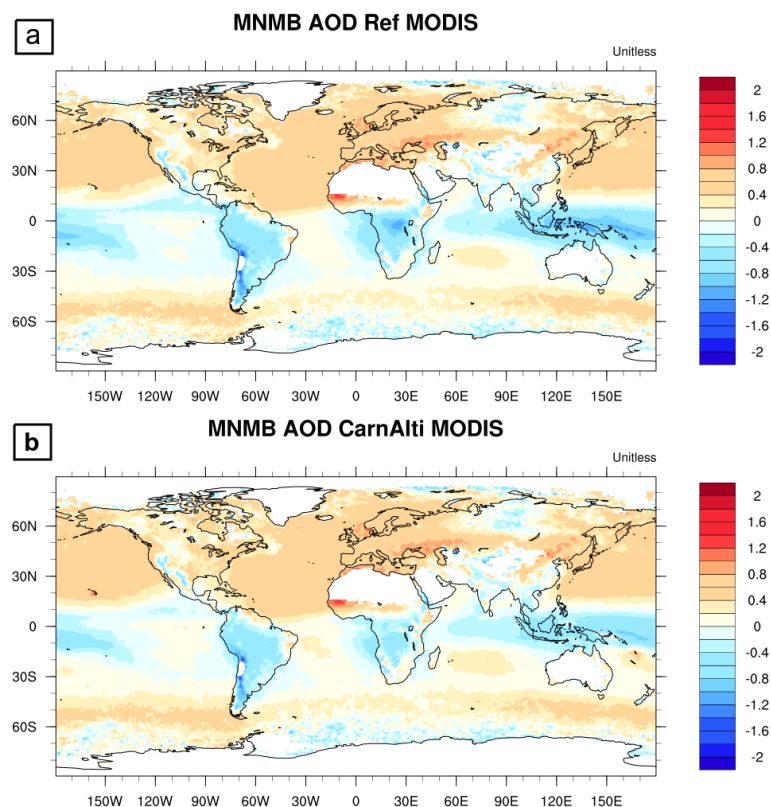 a
MNMB AOD Ref MODIS
Unitless
60N
30N
0
30S
60S
150W 120W 90W 60W 30W 0 30E 60E 90E 120E 150E
2
1.6
1.2
0.8
0.4
0
-0.4
-0.8
-1.2
-1.6
-2
b
MNMB AOD CarnAlti MODIS
Unitless
60N
30N
0
30S
60S
150W 120W 90W 60W 30W 0 30E 60E 90E 120E 150E
2
1.6
1.2
0.8
0.4
0
-0.4
-0.8
-1.2
-1.6
-2